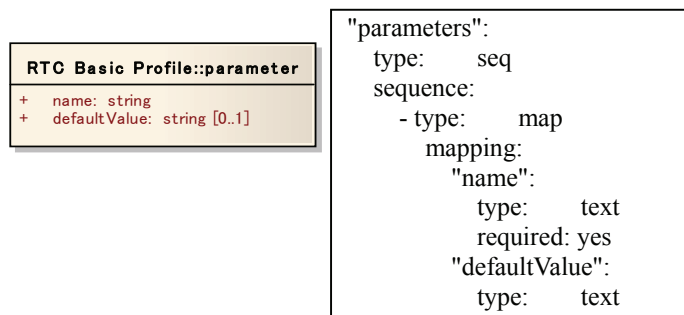 RTC Basic Profile::parameter
+ name: string
+ defaultValue: string [0..1]
"parameters":
type: seq
sequence:
- type: map
mapping:
"name":
type: text
required: yes
"defaultValue":
type: text